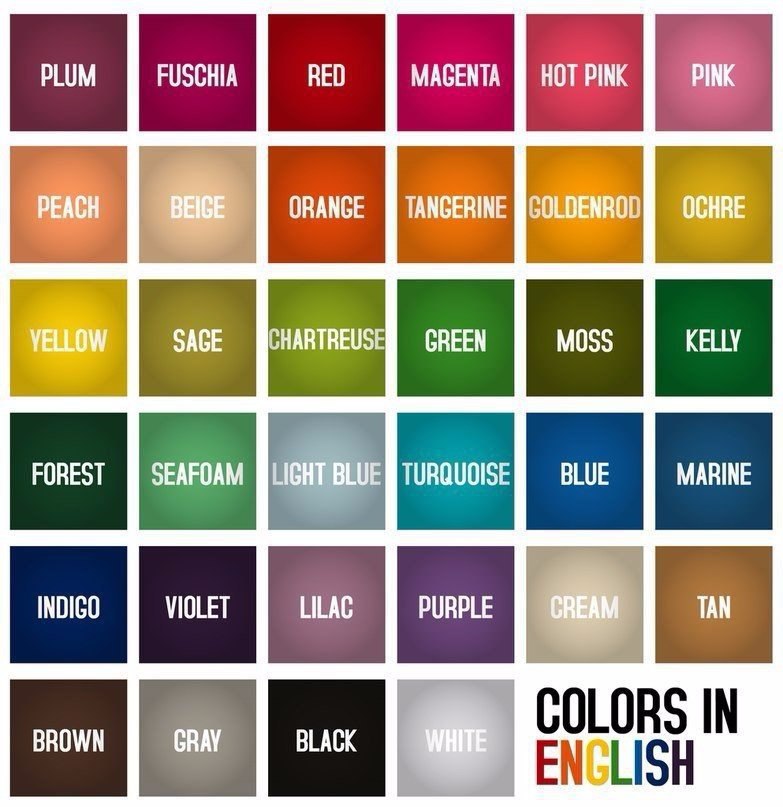 PLUM
FUSCHIA
RED
MAGENTA
HOT PINK
PINK
PEACH
BEIGE
ORANGE
TANGERINE
GOLDENROD
OCHRE
YELLOW
SAGE
CHARTREUSE
GREEN
MOSS
KELLY
FOREST
SEAFOAM
LIGHT BLUE
TURQUOISE
BLUE
MARINE
INDIGO
VIOLET
LILAC
PURPLE
CREAM
TAN
BROWN
GRAY
BLACK
WHITE
COLORS IN
ENGLISH